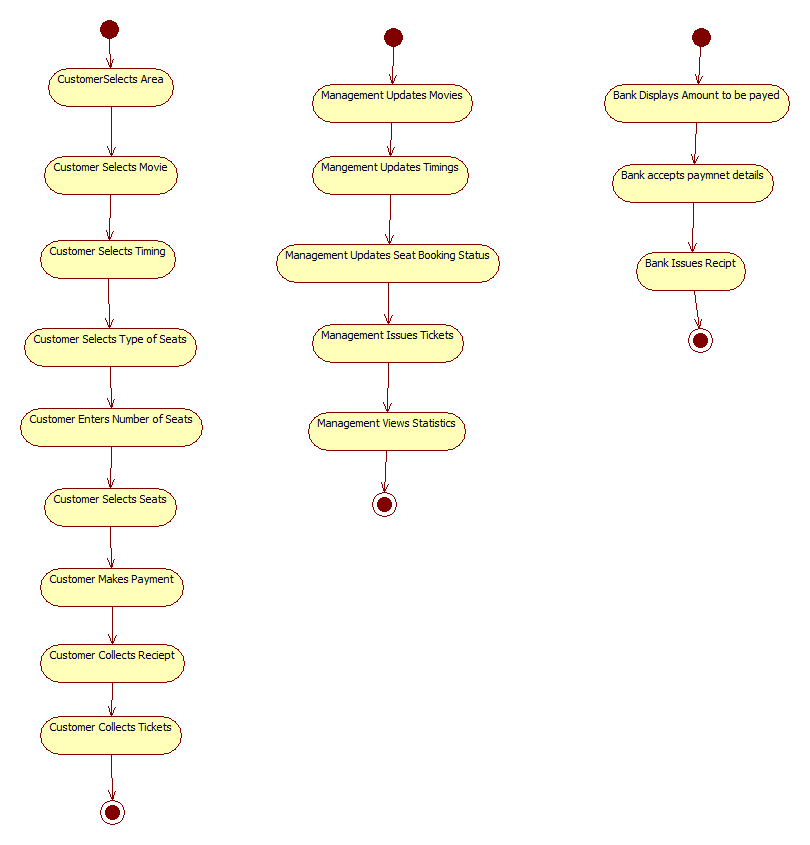 CustomerSelects Area
Customer Selects Movie
Customer Selects Timing
Customer Selects Type of Seats
Customer Enters Number of Seats
Customer Selects Seats
Customer Makes Payment
Customer Collects Reciept
Customer Collects Tickets
Management Updates Movies
Mangement Updates Timings
Management Updates Seat Booking Status
Management Issues Tickets
Management Views Statistics
Bank Displays Amount to be payed
Bank accepts paymnet details
Bank Issues Recipt